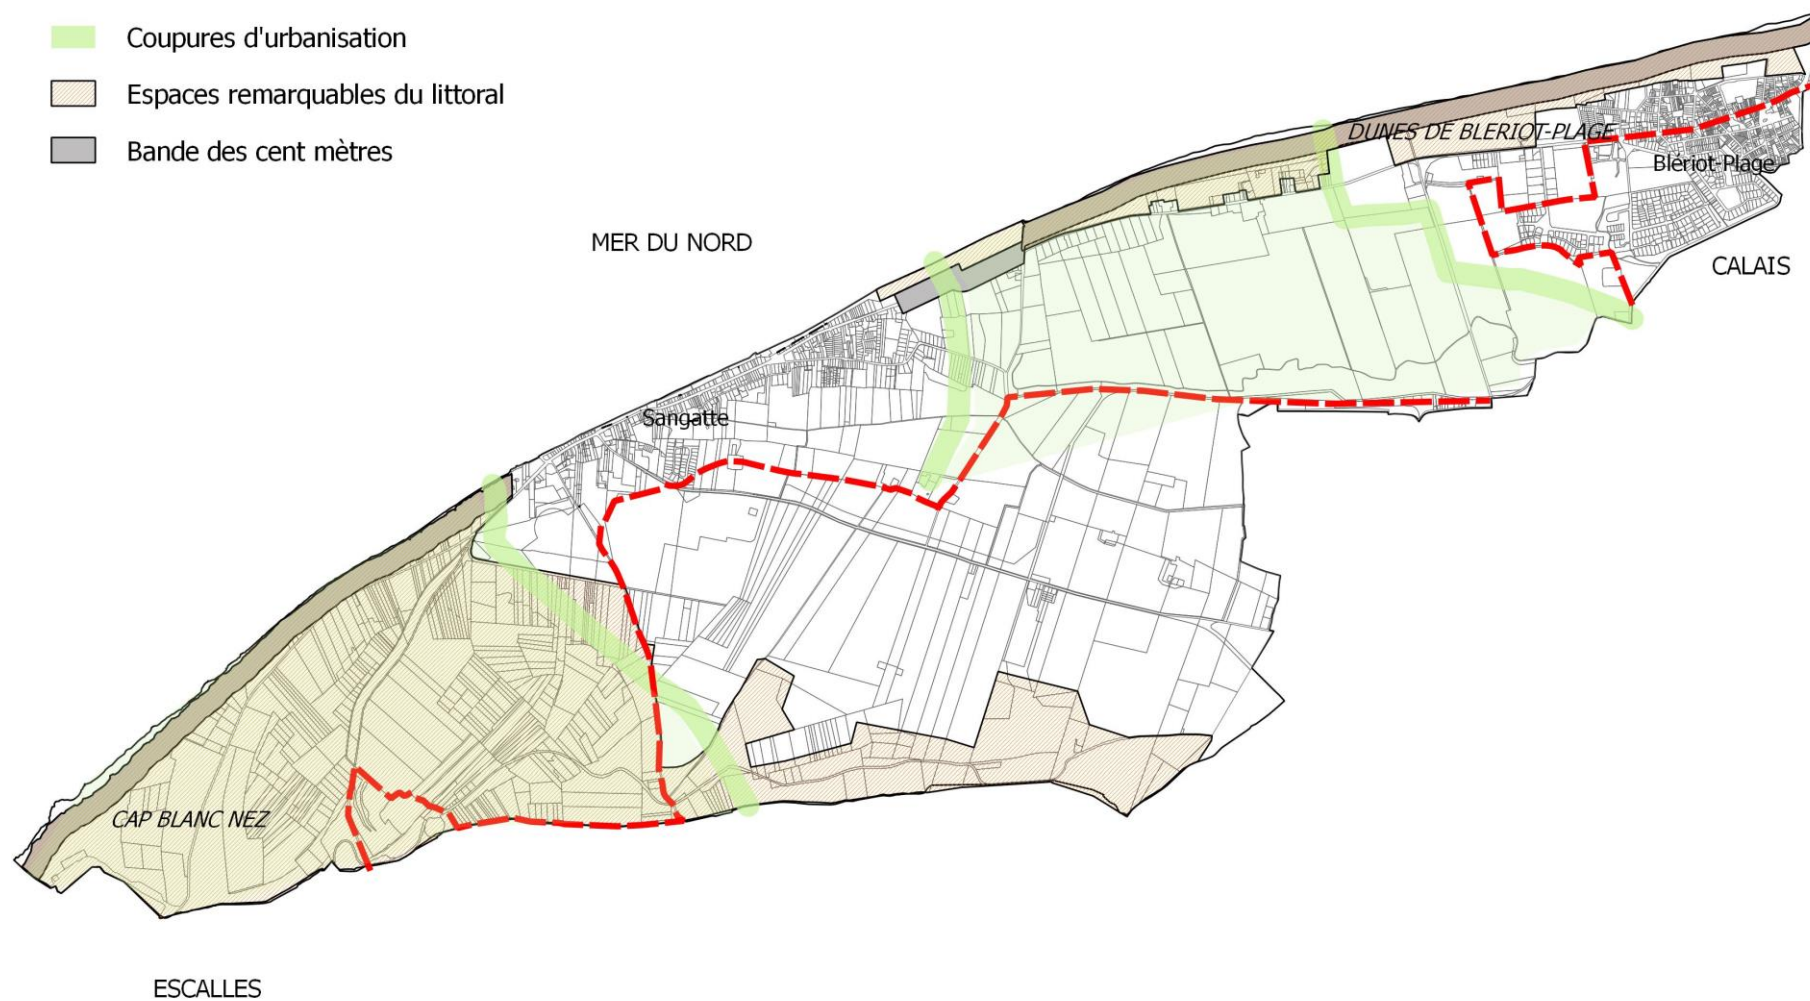 Coupures d'urbanisation
Espaces remarquables du littoral
Bande des cent mètres
DUNES DE BLERIOT-PLAGE
Blériot-Plage
MER DU NORD
CALAIS
Sangatte
CAP BLANC NEZ
ESCALLES